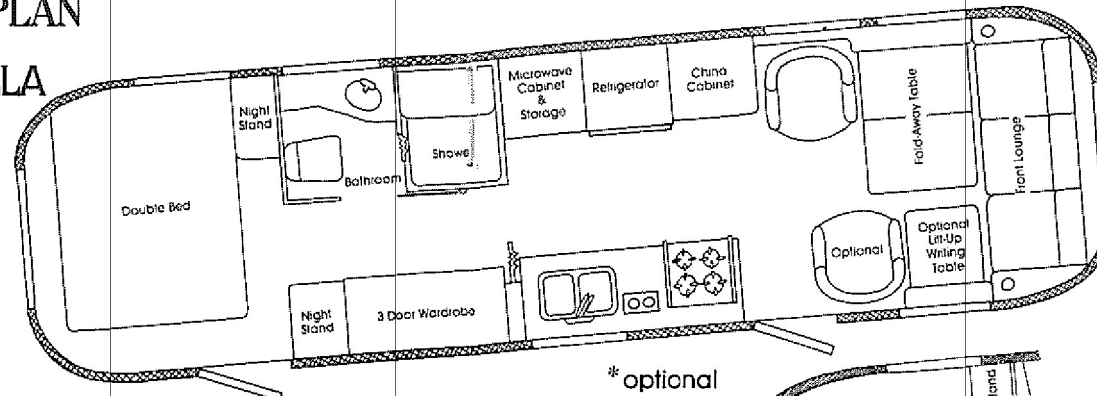 PLAN
LA
Night
Stand
Double Bed
Bathroom
Showe
Microwave
Cabinet
&
Storage
Refrigerator
China
Cabinet
Fold-Away Table
Front Lounge
Optional
Optional
Lift-Up
Writing
Table
Night
Stand
3 Door Wardrobe
*optional
and